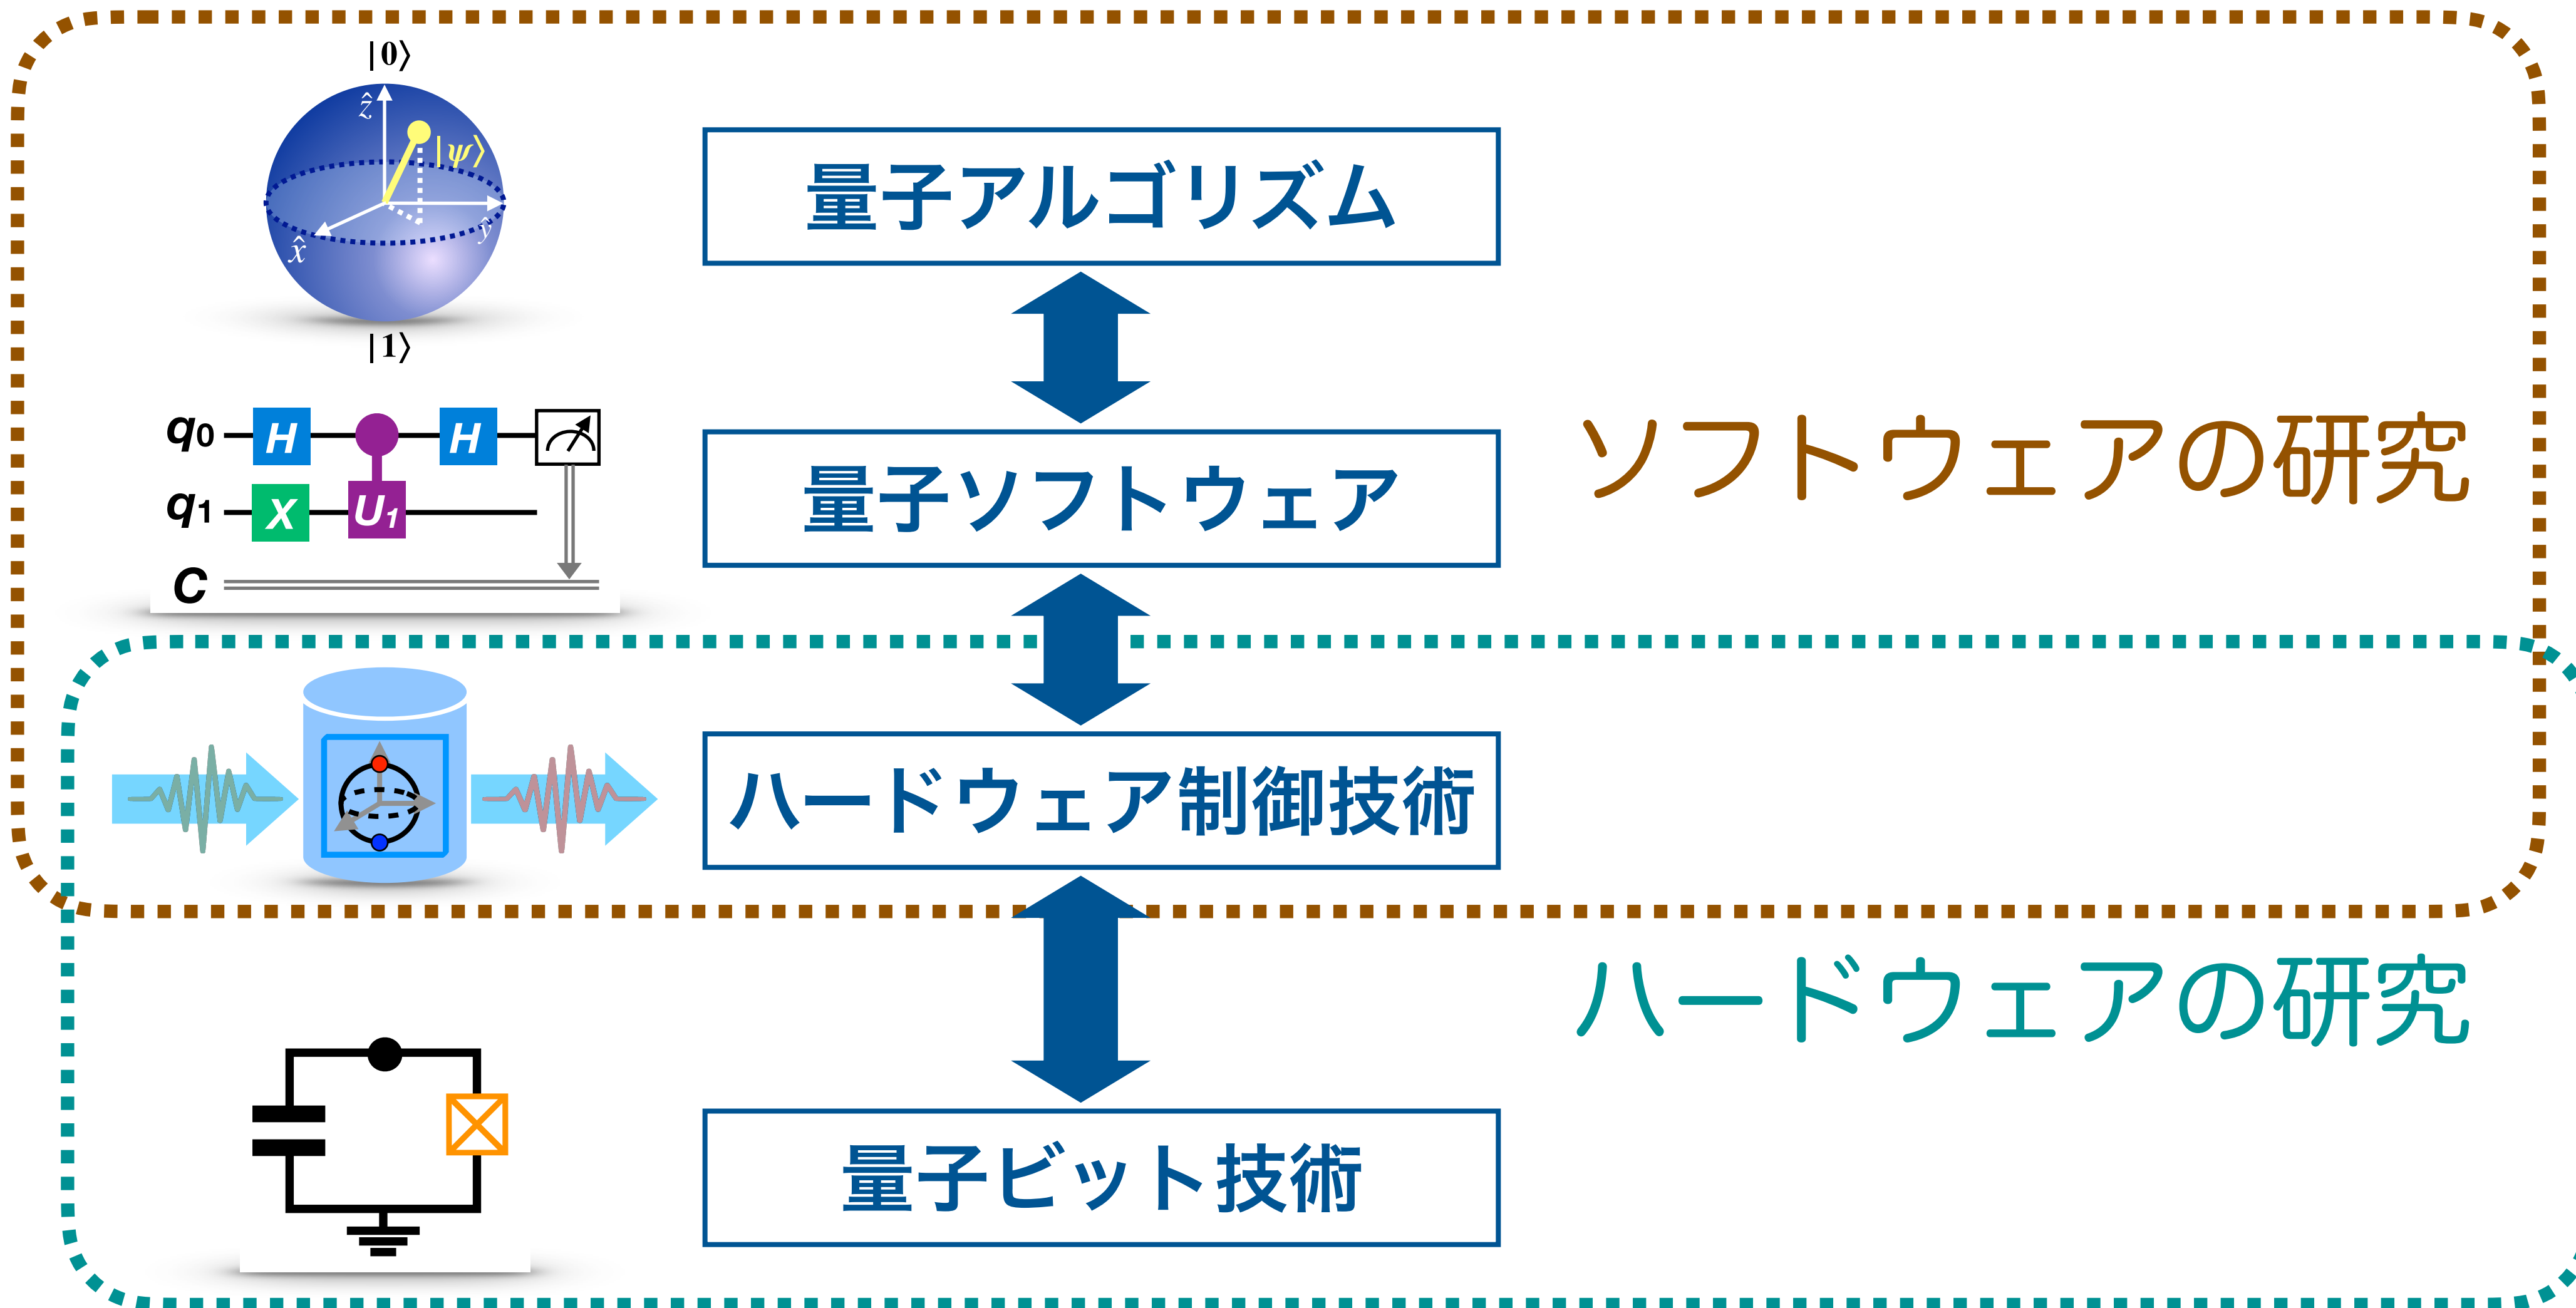 |0⟩
ẑ
|ψ⟩
x̂
ŷ
|1⟩
量子アルゴリズム
q0 H H
q1 X U1
C
量子ソフトウェア
ソフトウェアの研究
ハードウェア制御技術
ハードウェアの研究
量子ビット技術